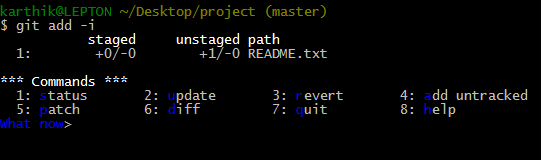 karthik@LEPTON ~/Desktop/project (master)
$ git add -i
staged unstaged path
1: +0/-0 +1/-0 README.txt
*** Commands ***
1: status 2: update 3: revert 4: add untracked
5: patch 6: diff 7: quit 8: help
What now>